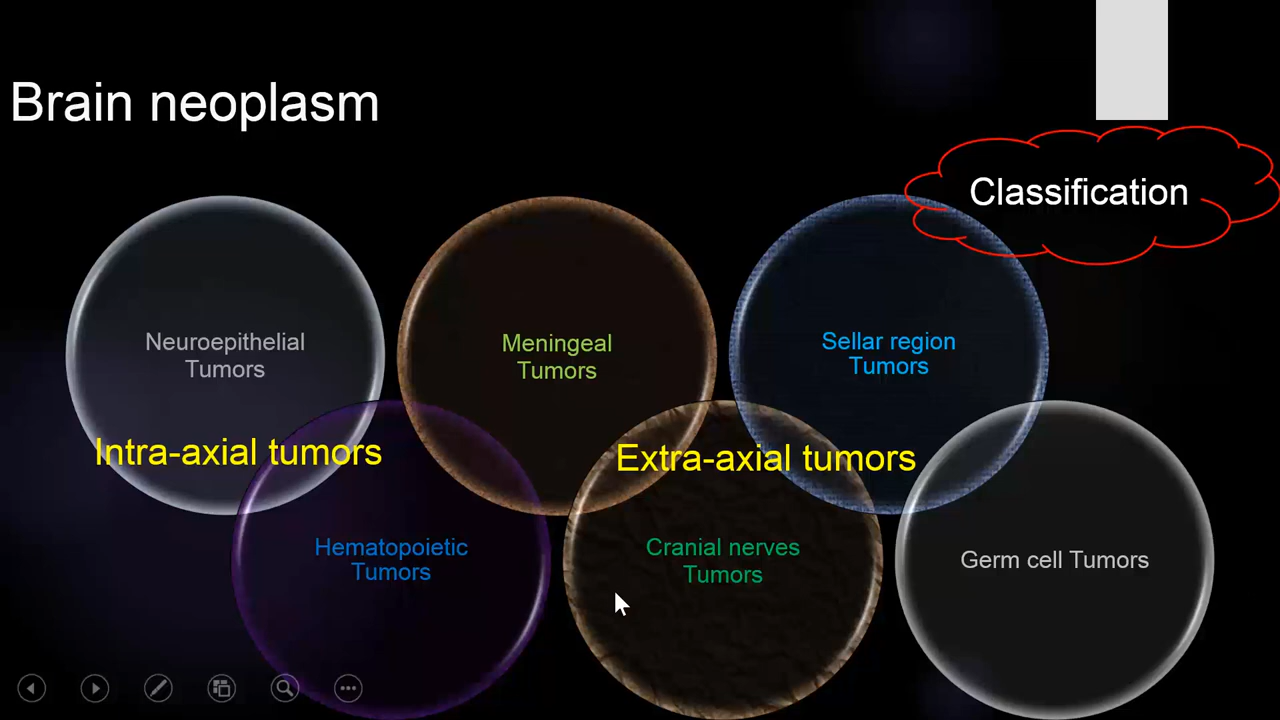 Brain neoplasm
Classification
Neuroepithelial
Tumors
Meningeal
Tumors
Sellar region
Tumors
Intra-axial tumors
Extra-axial tumors
Hematopoietic
Tumors
Cranial nerves
Tumors
Germ cell Tumors